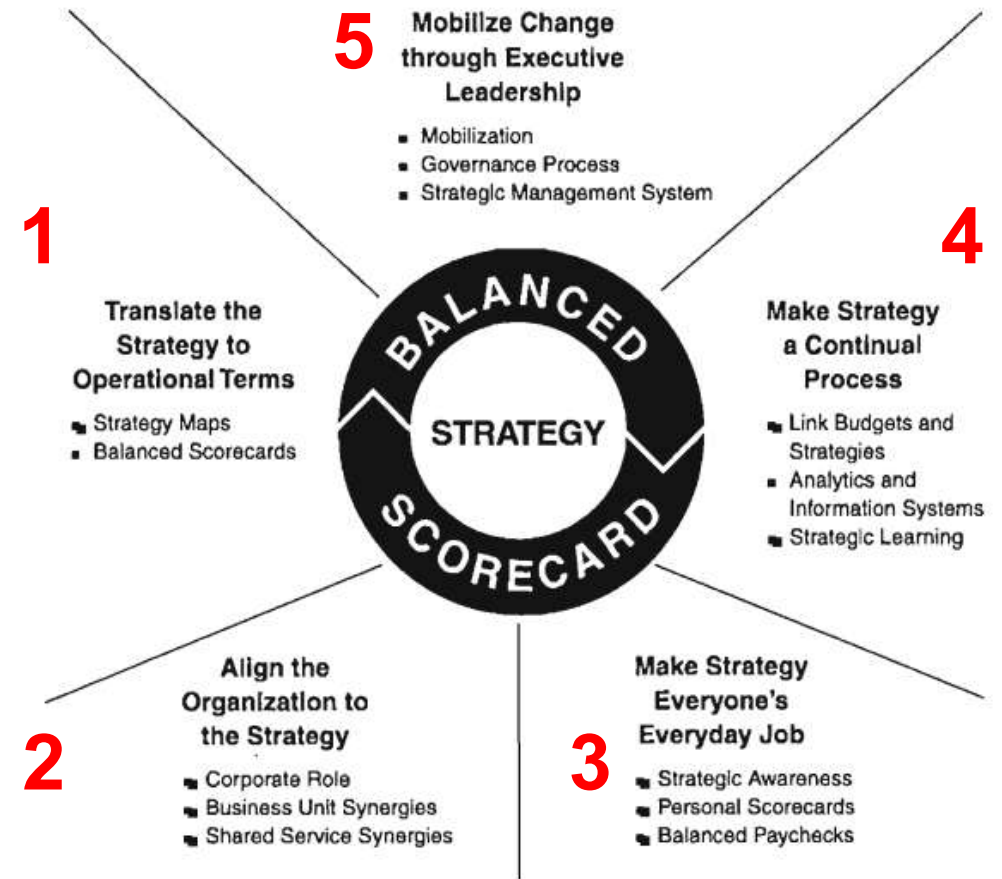 5
Mobilize Change
through Executive
Leadership
Mobilization
Governance Process
Strategic Management System
1
Translate the
Strategy to
Operational Terms
Strategy Maps
Balanced Scorecards
BALANCED
STRATEGY
SCORECARD
4
Make Strategy
a Continual
Process
Link Budgets and
Strategies
Analytics and
Information Systems
Strategic Learning
2
Align the
Organization to
the Strategy
Corporate Role
Business Unit Synergies
Shared Service Synergies
3
Make Strategy
Everyone's
Everyday Job
Strategic Awareness
Personal Scorecards
Balanced Paychecks